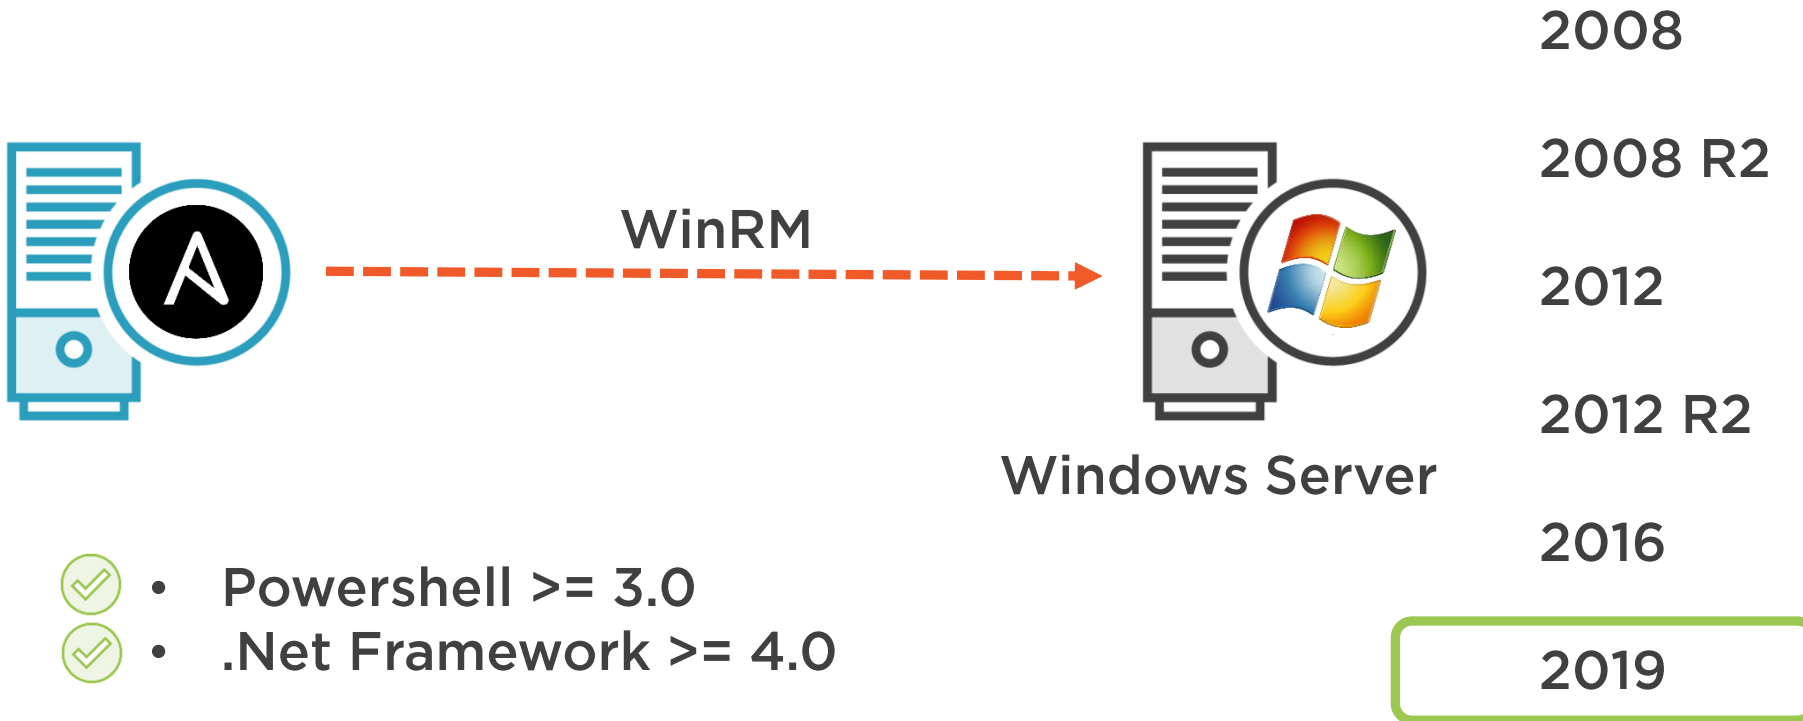 2008
2008 R2
WinRM
2012
2012 R2
Windows Server
2016
• Powershell >= 3.0
• .Net Framework >= 4.0
2019